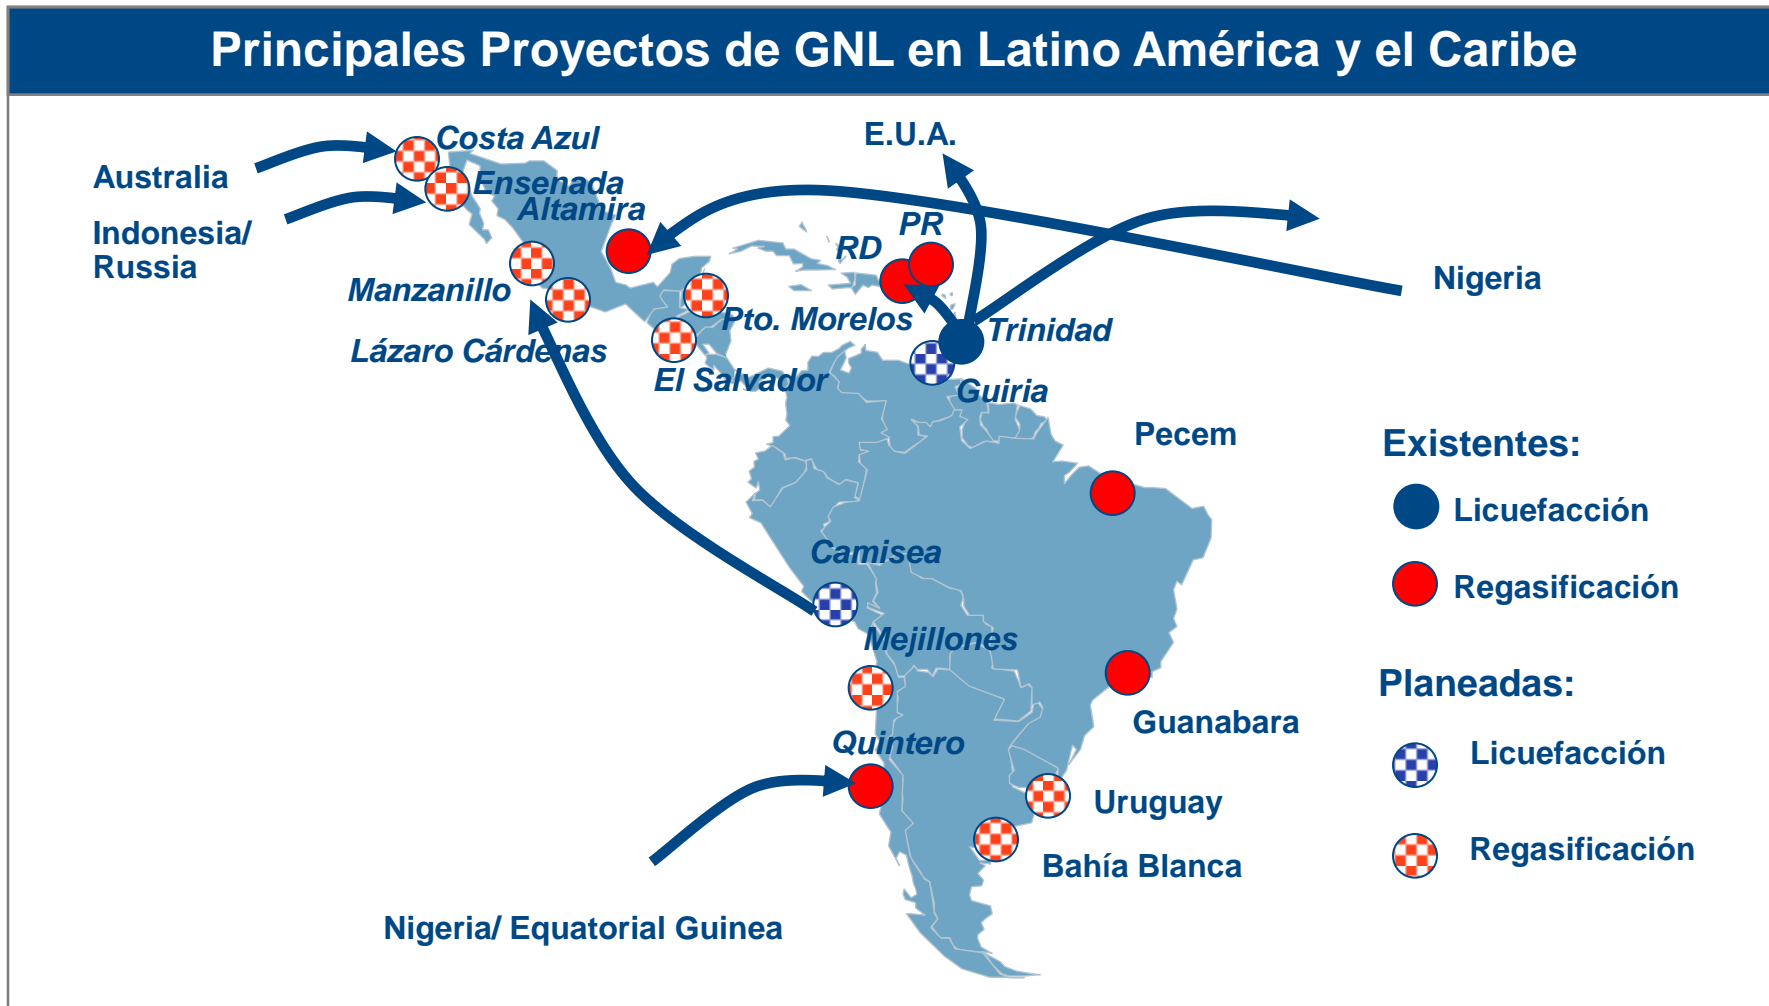 Principales Proyectos de GNL en Latino América y el Caribe
Costa Azul
E.U.A.
Australia
Ensenada
Altamira
Indonesia/
Russia
PR
RD
Nigeria
Manzanillo
Pto. Morelos
Trinidad
Lázaro Cárdenas
El Salvador
Guiria
Pecem
Existentes:
Licuefacción
Regasificación
Camisea
Mejillones
Planeadas:
Guanabara
Quintero
Licuefacción
Uruguay
Regasificación
Bahía Blanca
Nigeria/ Equatorial Guinea